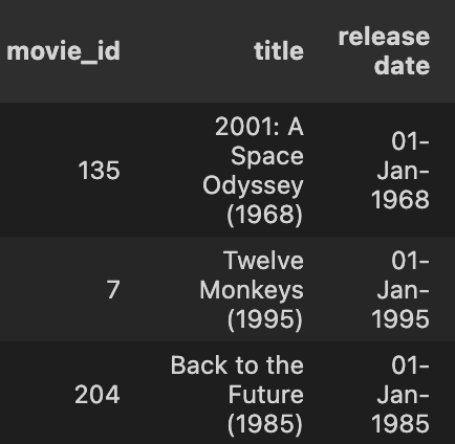 movie_id title release
date
135 2001: A
Space
Odyssey
(1968) 01-
Jan-
1968
7 Twelve
Monkeys
(1995) 01-
Jan-
1995
204 Back to the
Future
(1985) 01-
Jan-
1985